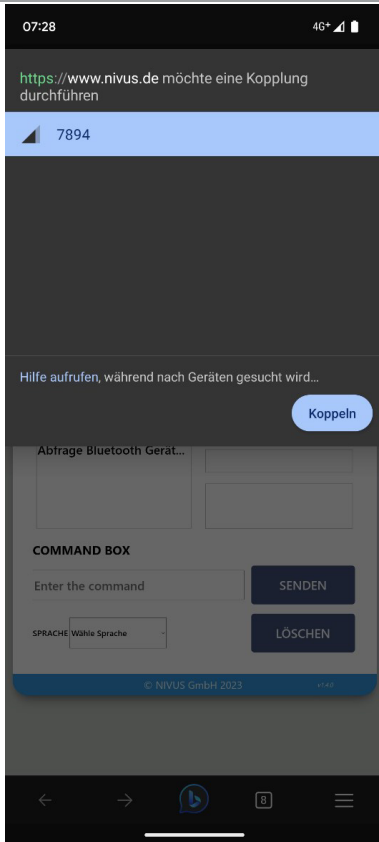 07:28 4G+
https://www.nivus.de möchte eine Kopplung
durchführen
7894
Hilfe aufrufen, während nach Geräten gesucht wird...
Koppeln
Abfrage Bluetooth Gerät...
COMMAND BOX
Enter the command SENDEN
SPRACHE Wähle Sprache LÖSCHEN
© NIVUS GmbH 2023
8